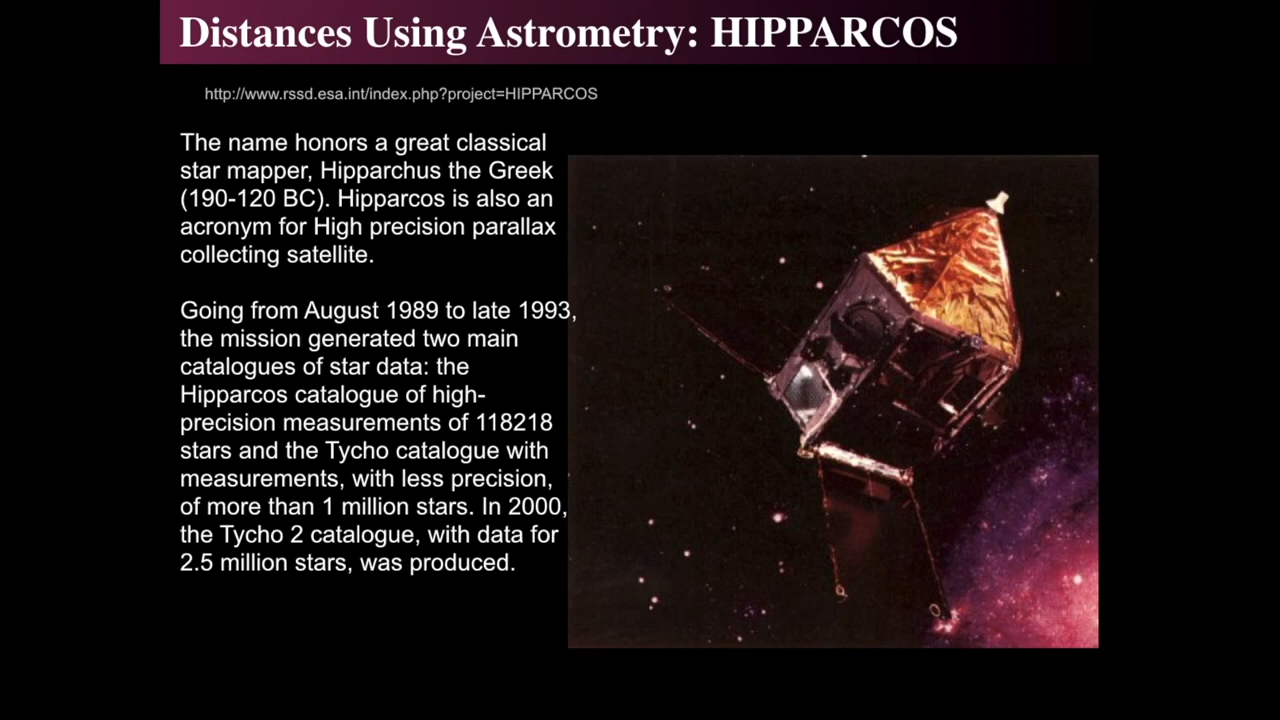 Distances Using Astrometry: HIPPARCOS
http://www.rssd.esa.int/index.php?project=HIPPARCOS
The name honors a great classical
star mapper, Hipparchus the Greek
(190-120 BC). Hipparcos is also an
acronym for High precision parallax
collecting satellite.
Going from August 1989 to late 1993,
the mission generated two main
catalogues of star data: the
Hipparcos catalogue of high-
precision measurements of 118218
stars and the Tycho catalogue with
measurements, with less precision,
of more than 1 million stars. In 2000,
the Tycho 2 catalogue, with data for
2.5 million stars, was produced.